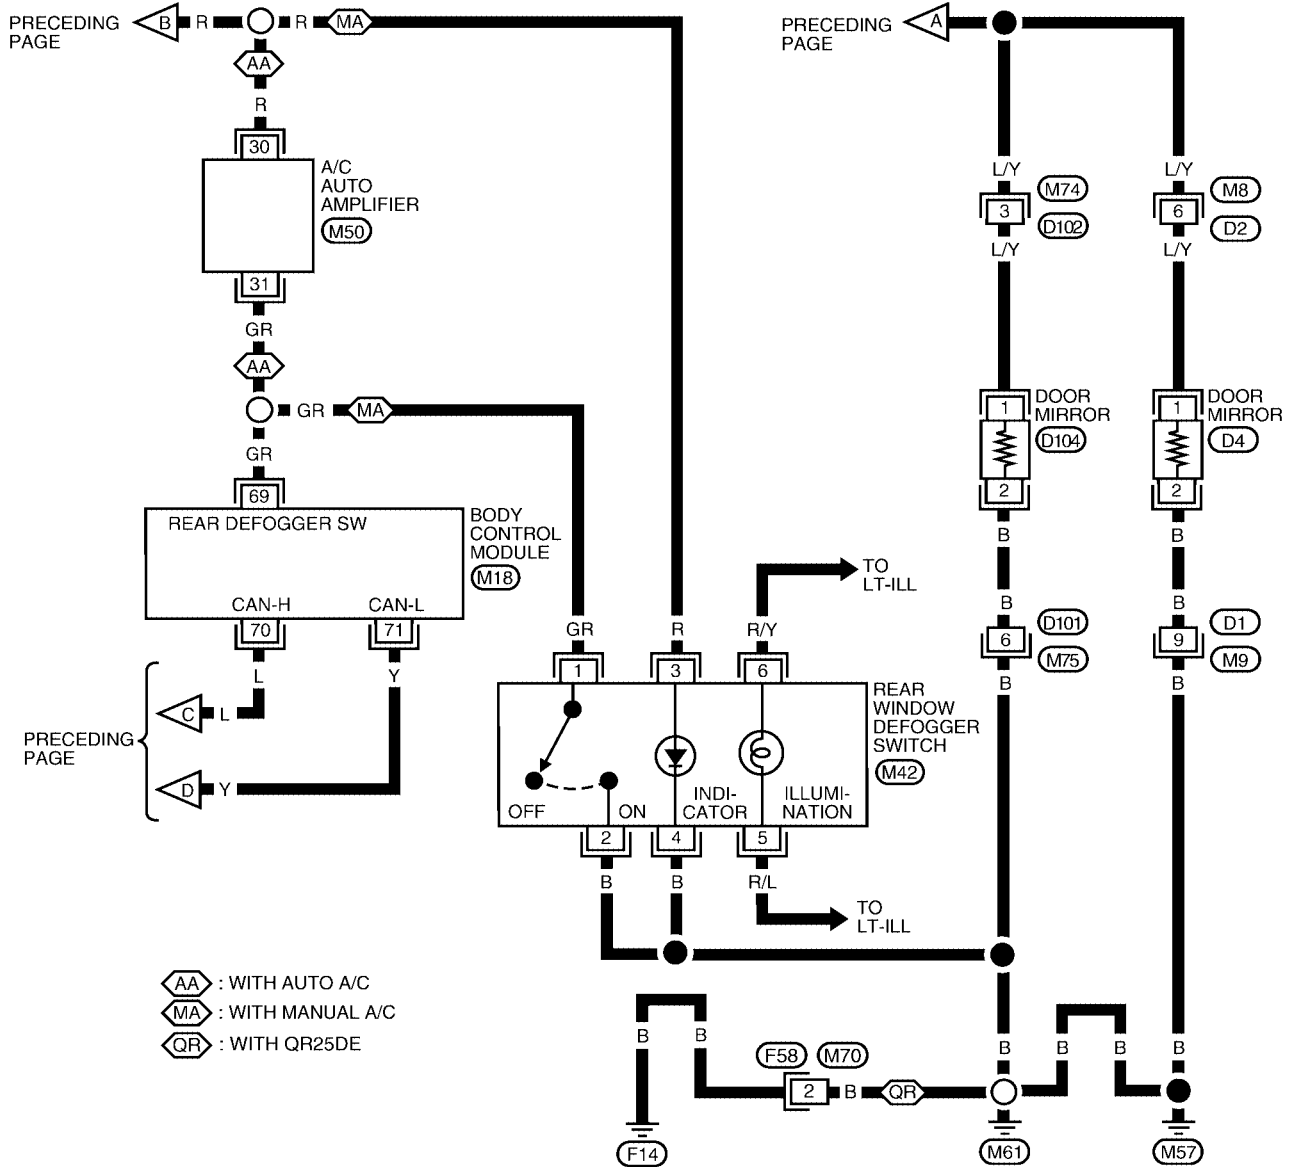 PRECEDING
PAGE
B
R
R
MA
PRECEDING
PAGE
A
AA
R
30
A/C
AUTO
AMPLIFIER
M50
31
GR
AA
GR
MA
GR
69
REAR DEFOGGER SW
BODY
CONTROL
MODULE
M18
CAN-H
CAN-L
70
71
L
Y
C
L
PRECEDING
PAGE
D
Y
L/Y
L/Y
3
M74
D102
6
M8
D2
L/Y
L/Y
1
DOOR
MIRROR
D104
2
1
DOOR
MIRROR
D4
2
B
B
TO
LT-ILL
B
B
6
D101
M75
9
D1
M9
B
B
GR
R
R/Y
1
3
6
REAR
WINDOW
DEFOGGER
SWITCH
M42
OFF
ON
INDI-
CATOR
ILLUMI-
NATION
2
4
5
B
B
R/L
TO
LT-ILL
AA : WITH AUTO A/C
MA : WITH MANUAL A/C
QR : WITH QR25DE
B
B
F58
M70
2
B
QR
B
B
B
B
F14
M61
M57